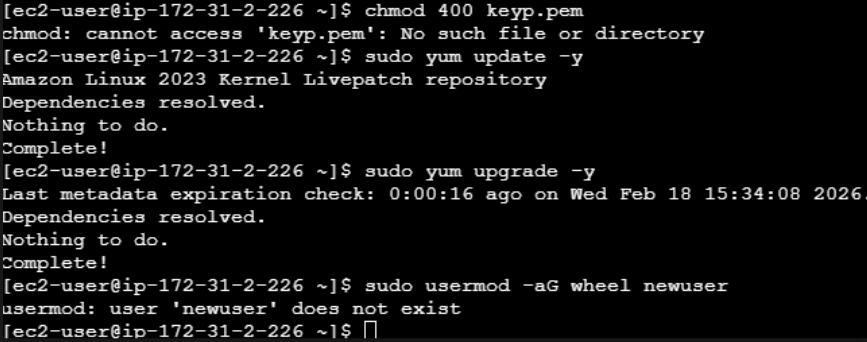 [ec2-user@ip-172-31-2-226 ~]$ chmod 400 keyp.pem
chmod: cannot access 'keyp.pem': No such file or directory
[ec2-user@ip-172-31-2-226 ~]$ sudo yum update -y
Amazon Linux 2023 Kernel Livepatch repository
Dependencies resolved.
Nothing to do.
Complete!
[ec2-user@ip-172-31-2-226 ~]$ sudo yum upgrade -y
Last metadata expiration check: 0:00:16 ago on Wed Feb 18 15:34:08 2026.
Dependencies resolved.
Nothing to do.
Complete!
[ec2-user@ip-172-31-2-226 ~]$ sudo usermod -aG wheel newuser
usermod: user 'newuser' does not exist
[ec2-user@ip-172-31-2-226 ~]$